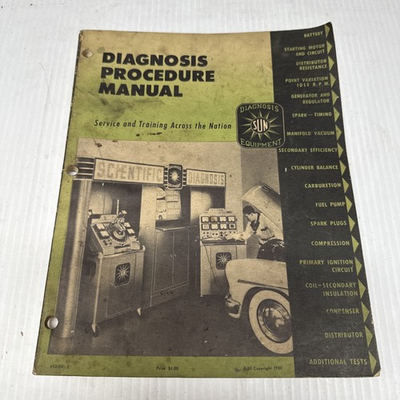 DIAGNOSIS
PROCEDURE
MANUAL
Service and Training Across the Nation
DIAGNOSIS
SUN
EQUIPMENT
SCIENTIFIC
DIAGNOSIS
BATTERY
STARTING MOTOR
AND CIRCUIT
DISTRIBUTOR
RESISTANCE
POINT VARIATION
GENERATOR AND
REGULATOR
SPARK — TIMING
MANIFOLD VACUUM
SECONDARY EFFICIENCY
CYLINDER BALANCE
CARBURETION
FUEL PUMP
SPARK PLUGS
COMPRESSION
PRIMARY IGNITION
CIRCUIT
COIL-SECONDARY
INSULATION
CONDENSER
DISTRIBUTOR
ADDITIONAL TESTS
Price
Copyright